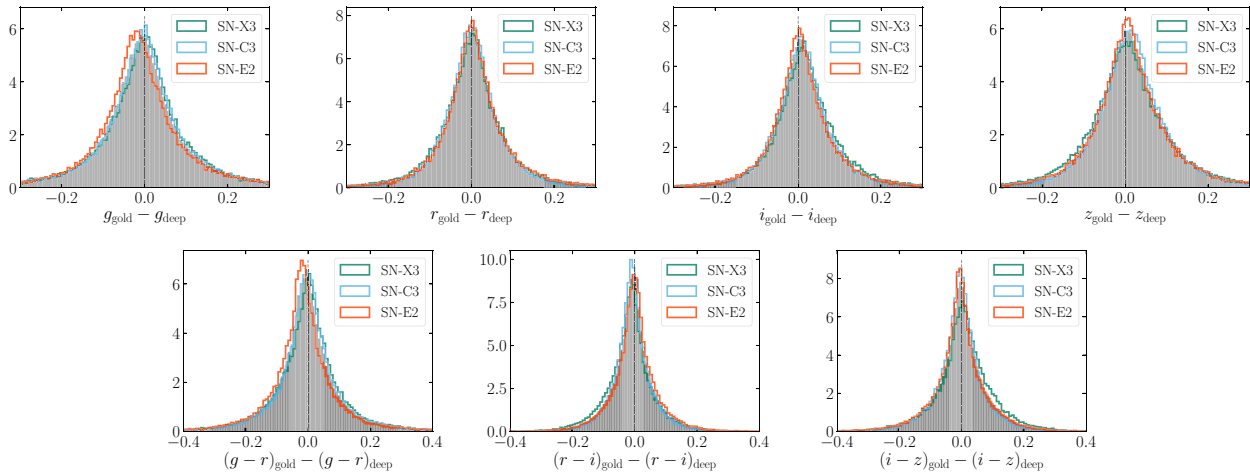 6
4
2
0
−0.2
0.0
0.2
g_gold − g_deep
SN-X3
SN-C3
SN-E2
8
6
4
2
0
−0.2
0.0
0.2
r_gold − r_deep
SN-X3
SN-C3
SN-E2
8
6
4
2
0
−0.2
0.0
0.2
i_gold − i_deep
SN-X3
SN-C3
SN-E2
6
4
2
0
−0.2
0.0
0.2
z_gold − z_deep
SN-X3
SN-C3
SN-E2
6
4
2
0
−0.4
−0.2
0.0
0.2
0.4
(g − r)_gold − (g − r)_deep
SN-X3
SN-C3
SN-E2
10.0
7.5
5.0
2.5
0.0
−0.4
−0.2
0.0
0.2
0.4
(r − i)_gold − (r − i)_deep
SN-X3
SN-C3
SN-E2
8
6
4
2
0
−0.4
−0.2
0.0
0.2
0.4
(i − z)_gold − (i − z)_deep
SN-X3
SN-C3
SN-E2